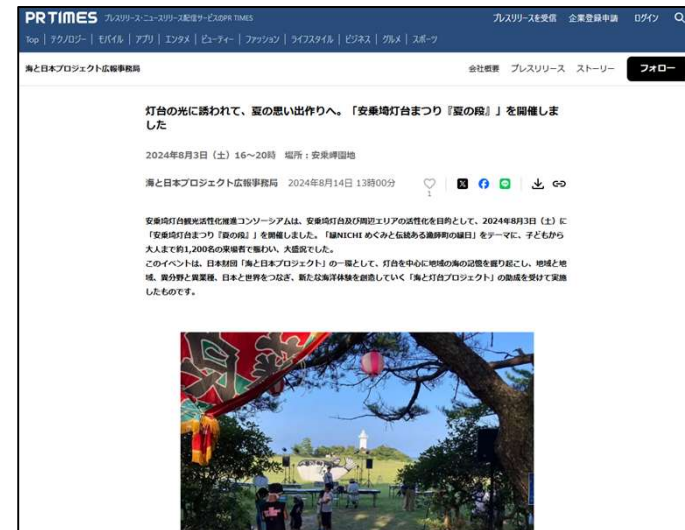 PRTIMES プレスリリース・ニュースリリース配信サービスのPR TIMES
プレスリリースを受信 企業登録申請 ログイン
Top | テクノロジー | モバイル | アプリ | エンタメ | ビューティー | ファッション | ライフスタイル | ビジネス | グルメ | スポーツ
海と日本プロジェクト広報事務局
会社概要 プレスリリース ストーリー フォロー
灯台の光に誘われて、夏の思い出作りへ。「安乗埼灯台まつり『夏の段』」を開催しま
した
2024年8月3日（土）16～20時 場所：安乗岬園地
海と日本プロジェクト広報事務局 2024年8月14日 13時00分
1
安乗埼灯台観光活性化推進コンソーシアムは、安乗埼灯台及び周辺エリアの活性化を目的として、2024年8月3日（土）に
「安乗埼灯台まつり『夏の段』」を開催しました。「縁NICHI めぐみと伝統ある漁師町の縁日」をテーマに、子どもから
大人まで約1,200名の来場者で賑わい、大盛況でした。
このイベントは、日本財団「海と日本プロジェクト」の一環として、灯台を中心に地域の海の記憶を掘り起こし、地域と地
域、異分野と異業種、日本と世界をつなぎ、新たな海洋体験を創造していく「海と灯台プロジェクト」の助成を受けて実施
したものです。